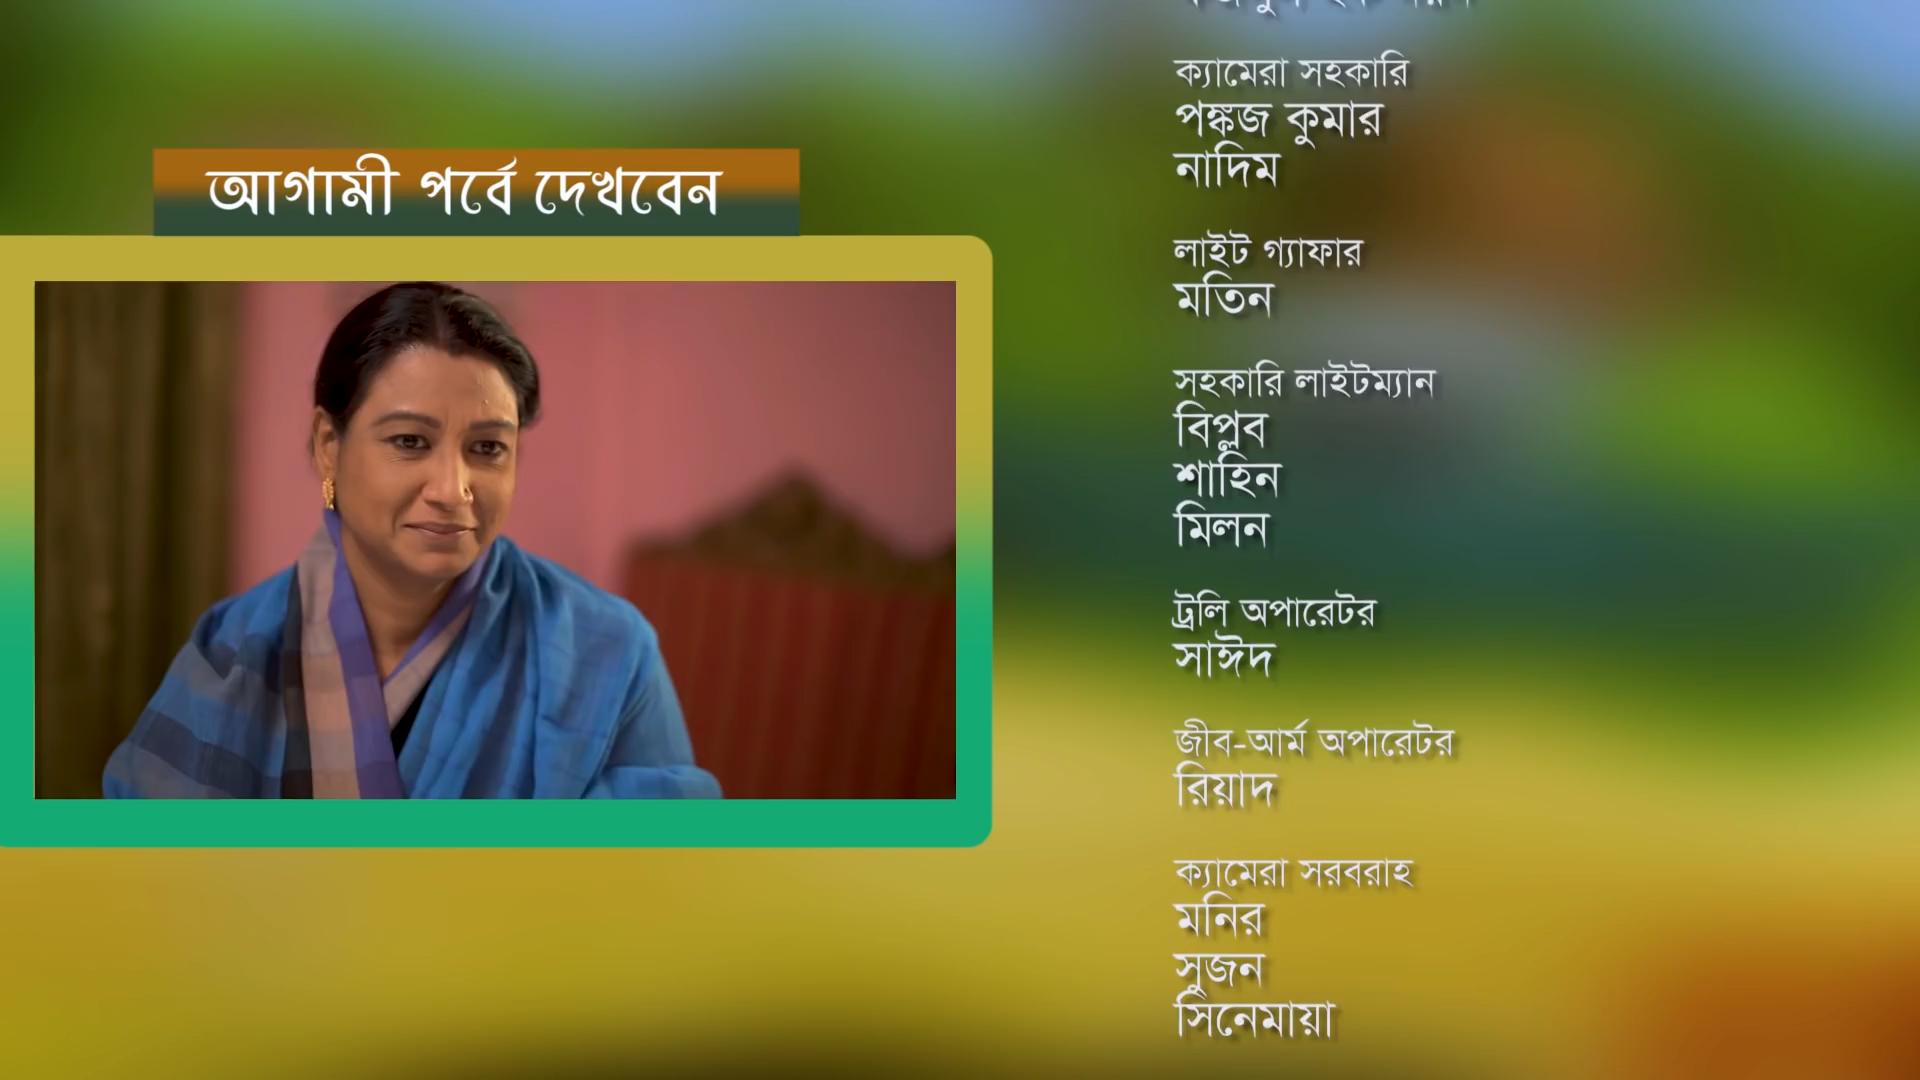 আগামী পর্বে দেখবেন
ক্যামেরা সহকারি
পঙ্কজ কুমার
নাদিম
লাইট গ্যাফার
মতিন
সহকারি লাইটম্যান
বিপ্লব
শাহিন
মিলন
ট্রলি অপারেটর
সাঈদ
জীব-আর্ম অপারেটর
রিয়াদ
ক্যামেরা সরবরাহ
মনির
সুজন
সিনেমায়া